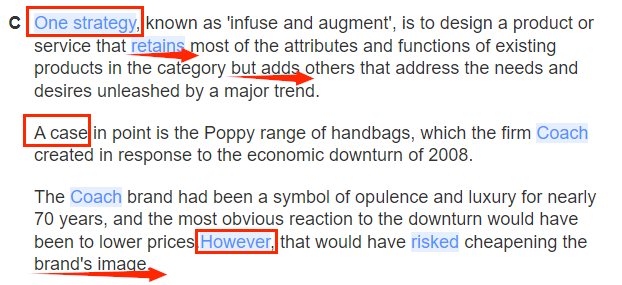 C One strategy, known as 'infuse and augment', is to design a product or
service that retains most of the attributes and functions of existing
products in the category but adds others that address the needs and
desires unleashed by a major trend.
A case in point is the Poppy range of handbags, which the firm Coach
created in response to the economic downturn of 2008.
The Coach brand had been a symbol of opulence and luxury for nearly
70 years, and the most obvious reaction to the downturn would have
been to lower prices. However, that would have risked cheapening the
brand's image.